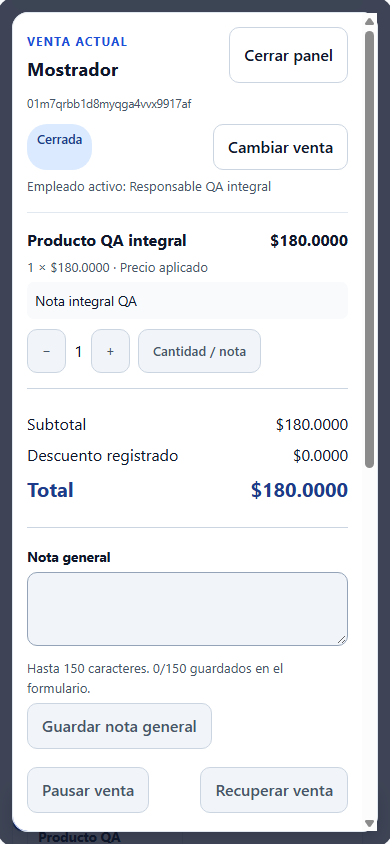 VENTA ACTUAL
Mostrador
Cerrar panel
01m7qrbb1d8myqga4vvx9917af
Cerrada
Cambiar venta
Empleado activo: Responsable QA integral
Producto QA integral $180.0000
1 × $180.0000 · Precio aplicado
Nota integral QA
− 1 + Cantidad / nota
Subtotal $180.0000
Descuento registrado $0.0000
Total $180.0000
Nota general
Hasta 150 caracteres. 0/150 guardados en el
formulario.
Guardar nota general
Pausar venta Recuperar venta
Producto QA